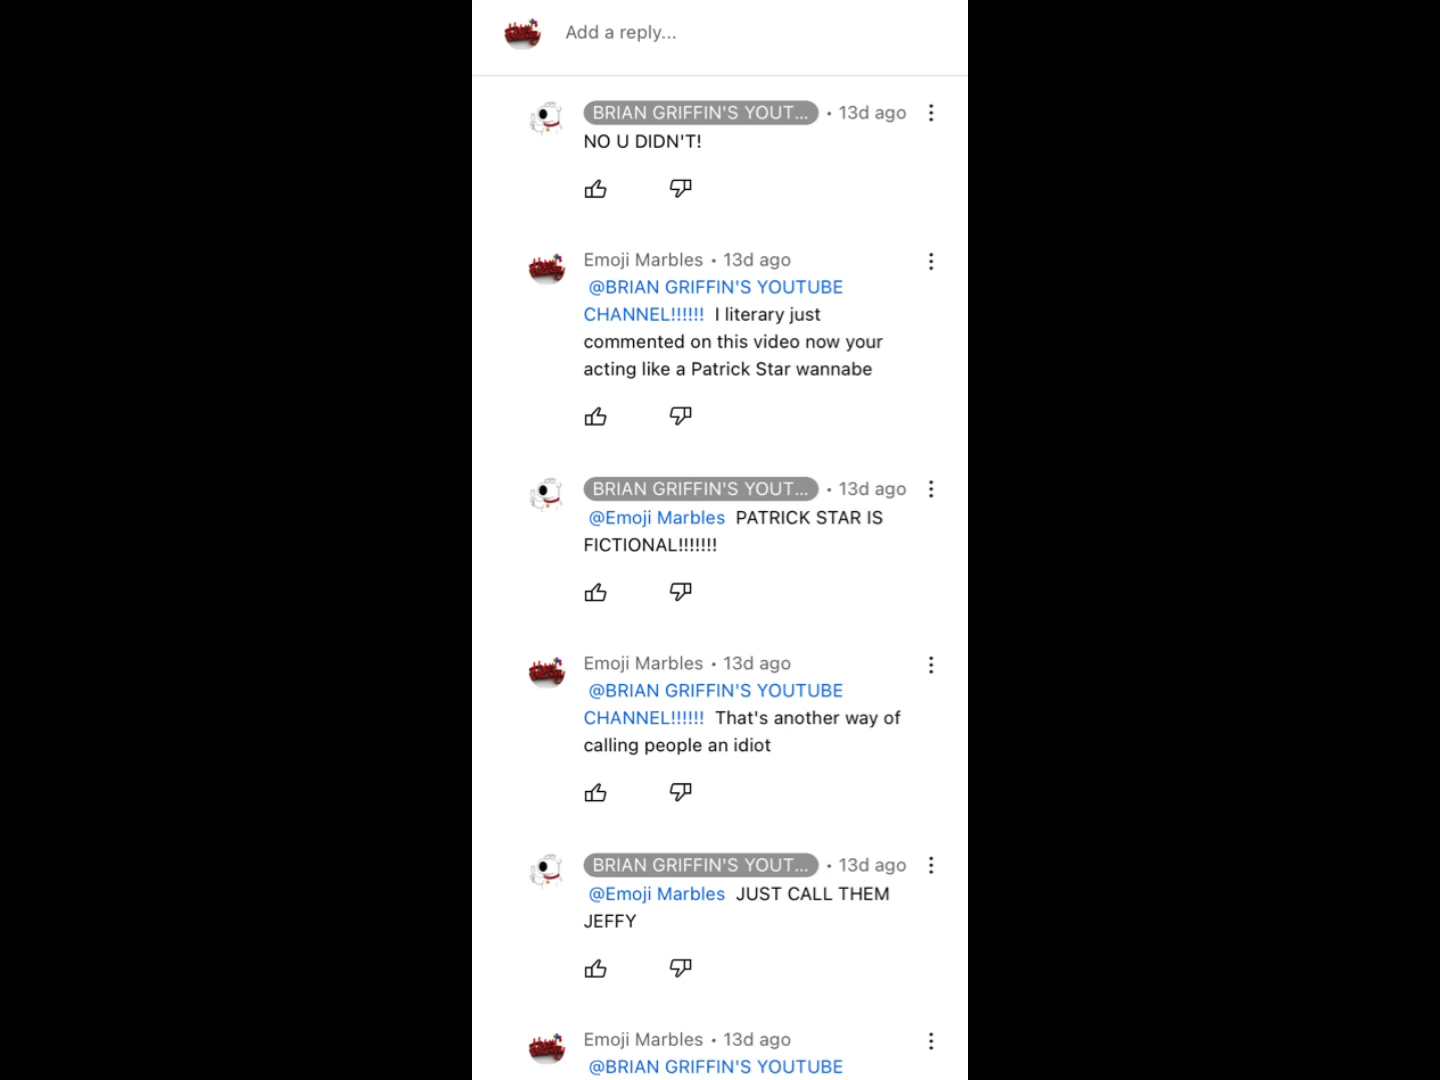 Add a reply...
BRIAN GRIFFIN'S YOUT... • 13d ago
NO U DIDN'T!
Emoji Marbles • 13d ago
@BRIAN GRIFFIN'S YOUTUBE
CHANNEL!!!!!! I literary just
commented on this video now your
acting like a Patrick Star wannabe
BRIAN GRIFFIN'S YOUT... • 13d ago
@Emoji Marbles PATRICK STAR IS
FICTIONAL!!!!!!!
Emoji Marbles • 13d ago
@BRIAN GRIFFIN'S YOUTUBE
CHANNEL!!!!!! That's another way of
calling people an idiot
BRIAN GRIFFIN'S YOUT... • 13d ago
@Emoji Marbles JUST CALL THEM
JEFFY
Emoji Marbles • 13d ago
@BRIAN GRIFFIN'S YOUTUBE